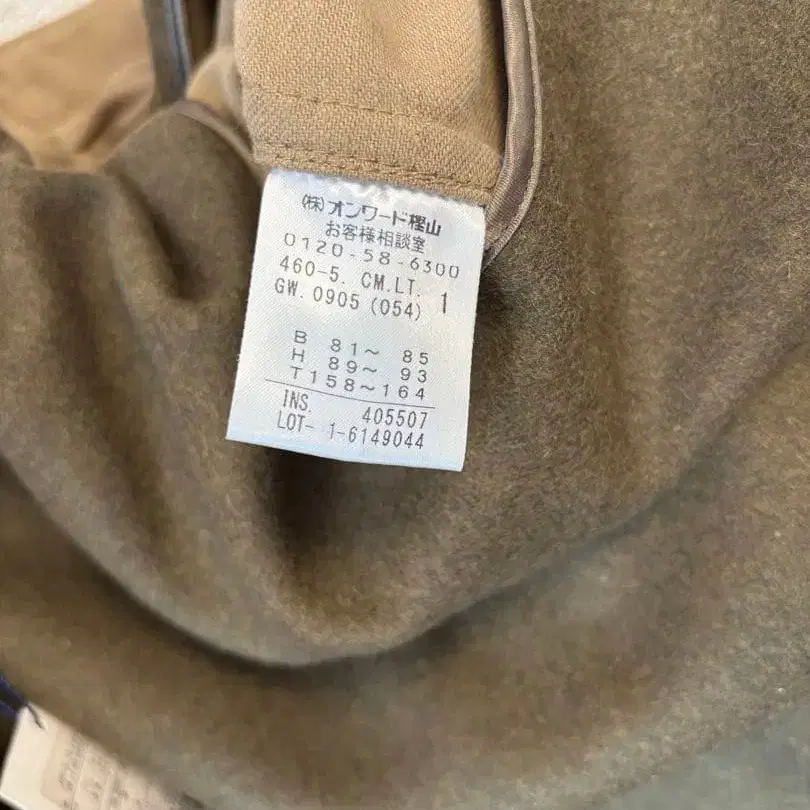 (株)オンワード樫山
お客様相談室
0120-58-6300
460-5. CM.LT. 1
GW. 0905 (054)
B 81〜 85
H 89〜 93
T 158〜164
INS. 405507
LOT- 1-6149044